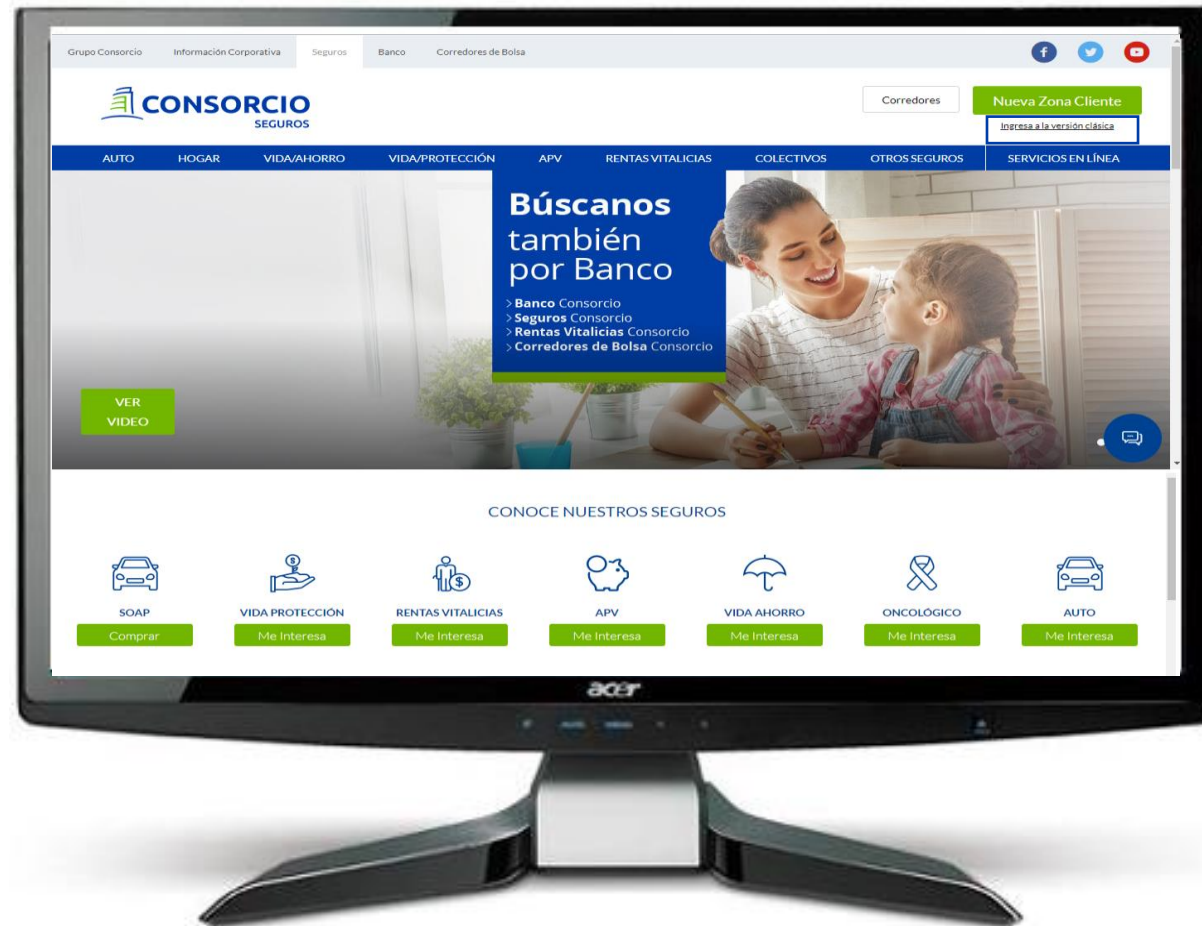 Grupo Consorcio Información Corporativa Seguros Banco Corredores de Bolsa
CONSORCIO
SEGUROS
Corredores
Nueva Zona Cliente
Ingresa a la versión clásica
AUTO HOGAR VIDA/AHORRO VIDA/PROTECCIÓN APV RENTAS VITALICIAS COLECTIVOS OTROS SEGUROS SERVICIOS EN LÍNEA
Búscanos
también
por Banco
> Banco Consorcio
> Seguros Consorcio
> Rentas Vitalicias Consorcio
> Corredores de Bolsa Consorcio
VER
VIDEO
CONOCE NUESTROS SEGUROS
SOAP VIDA PROTECCIÓN RENTAS VITALICIAS APV VIDA AHORRO ONCOLÓGICO AUTO
Comprar Me Interesa Me Interesa Me Interesa Me Interesa Me Interesa Me Interesa
acer